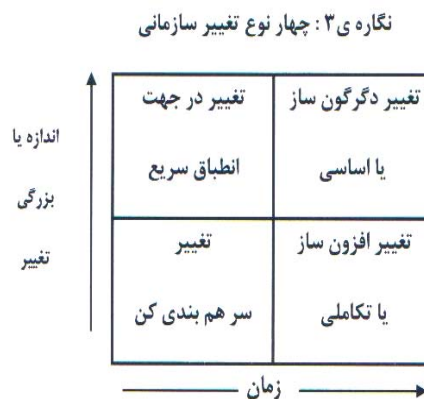 نگاره ی۳ : چهار نوع تغییر سازمانی
اندازه یا
بزرگی
تغییر
تغییر دگرگون ساز
یا اساسی
تغییر در جهت
انطباق سریع
تغییر افزون ساز
یا تکاملی
تغییر
سر هم بندی کن
زمان